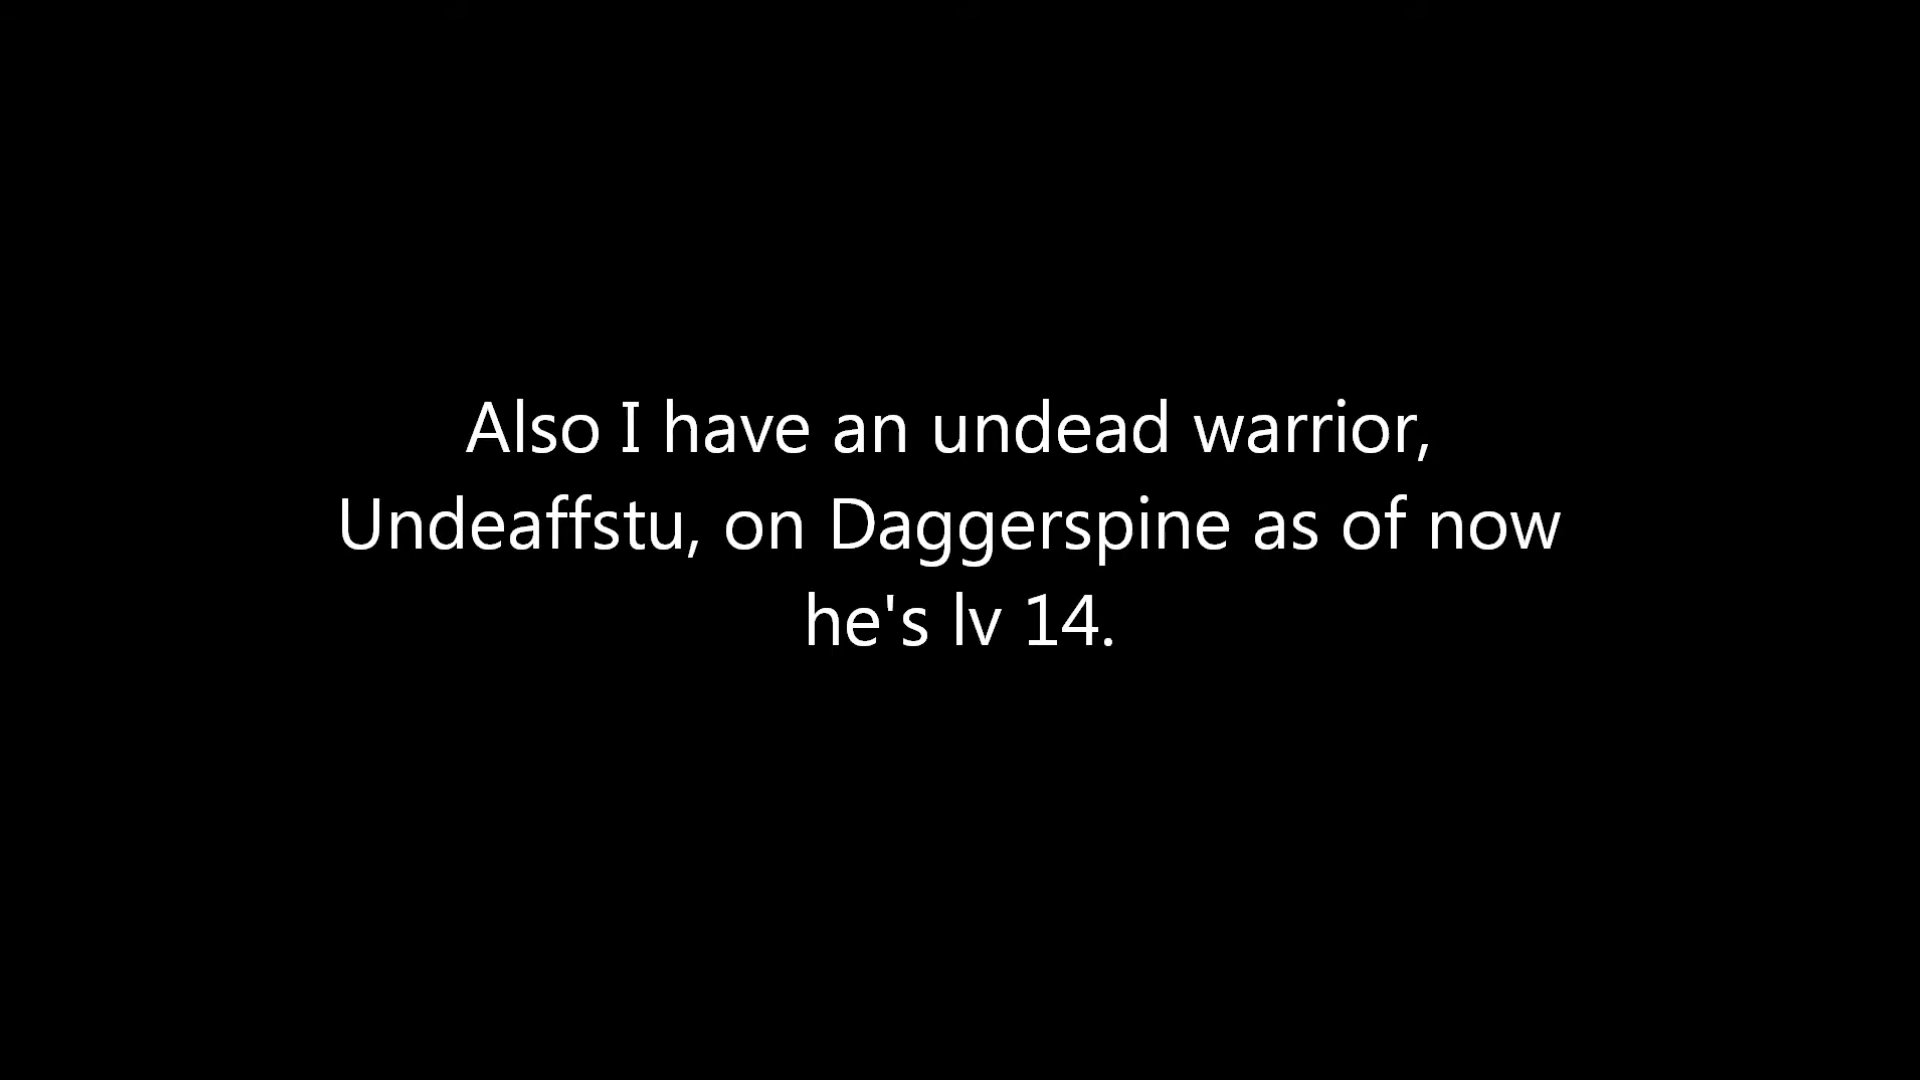 Also I have an undead warrior,
Undeaffstu, on Daggerspine as of now
he's lv 14.